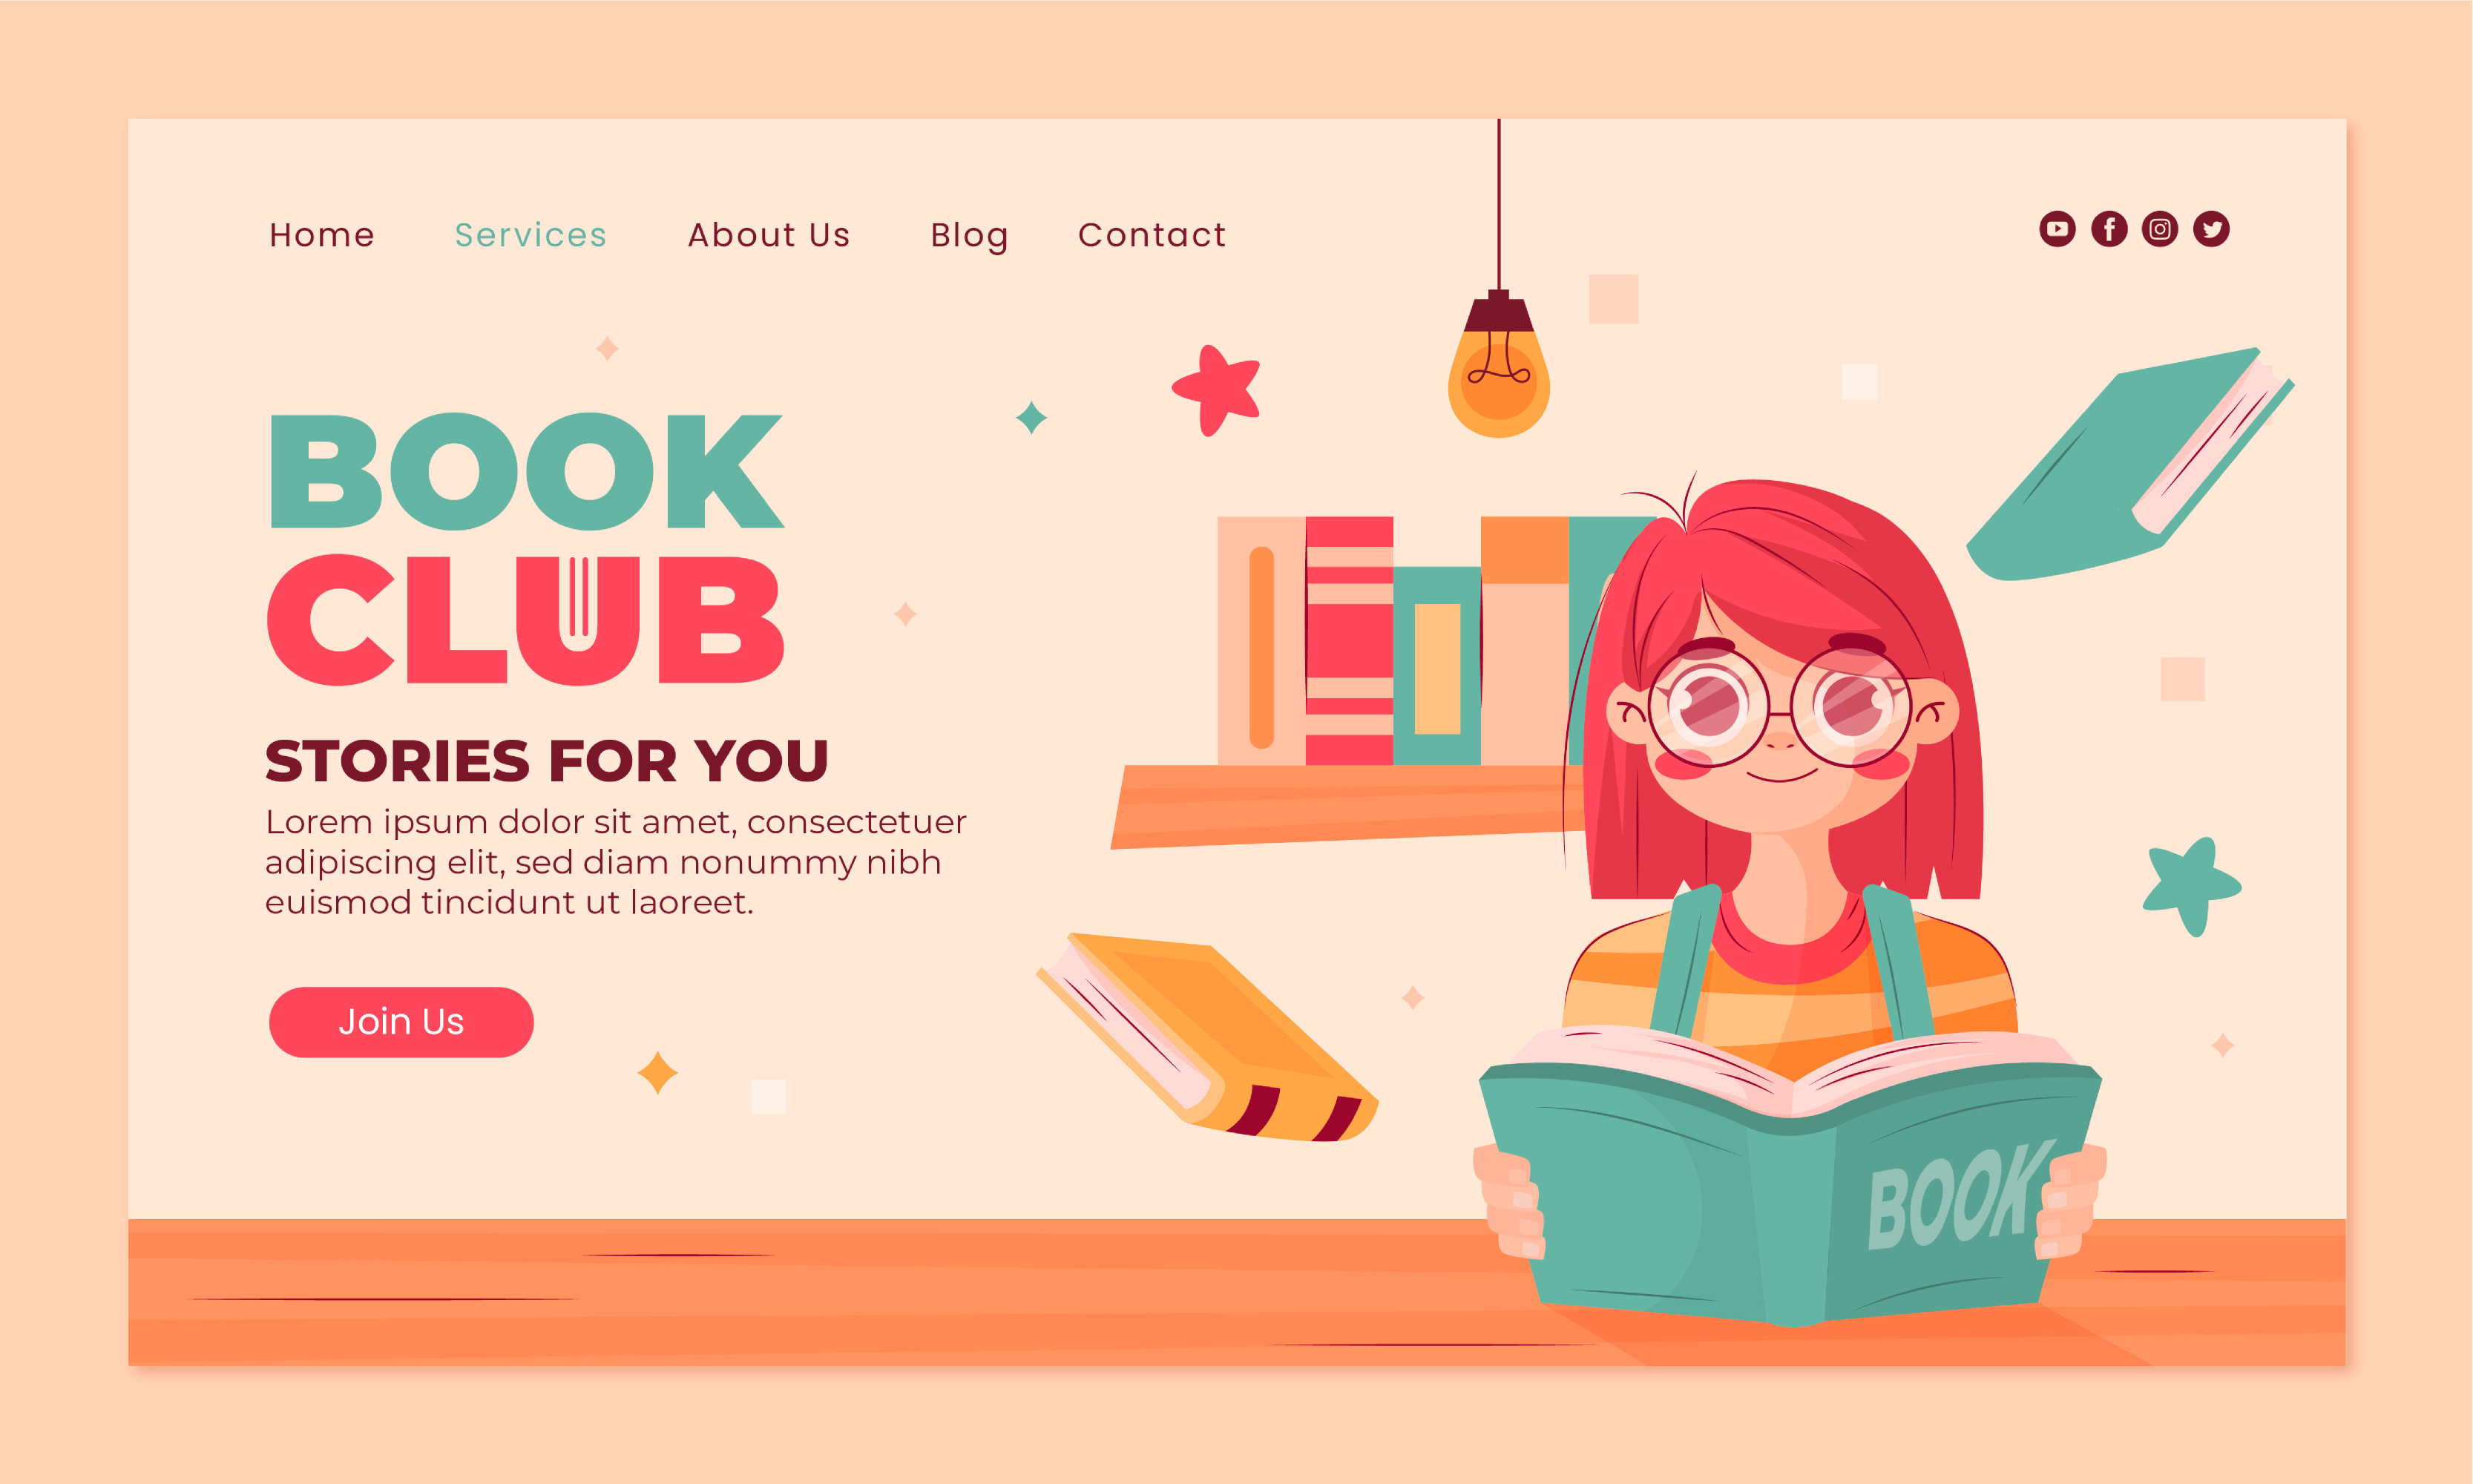 Home Services About Us Blog Contact
BOOK
CLUB
STORIES FOR YOU
Lorem ipsum dolor sit amet, consectetuer
adipiscing elit, sed diam nonummy nibh
euismod tincidunt ut laoreet.
Join Us
BOOK